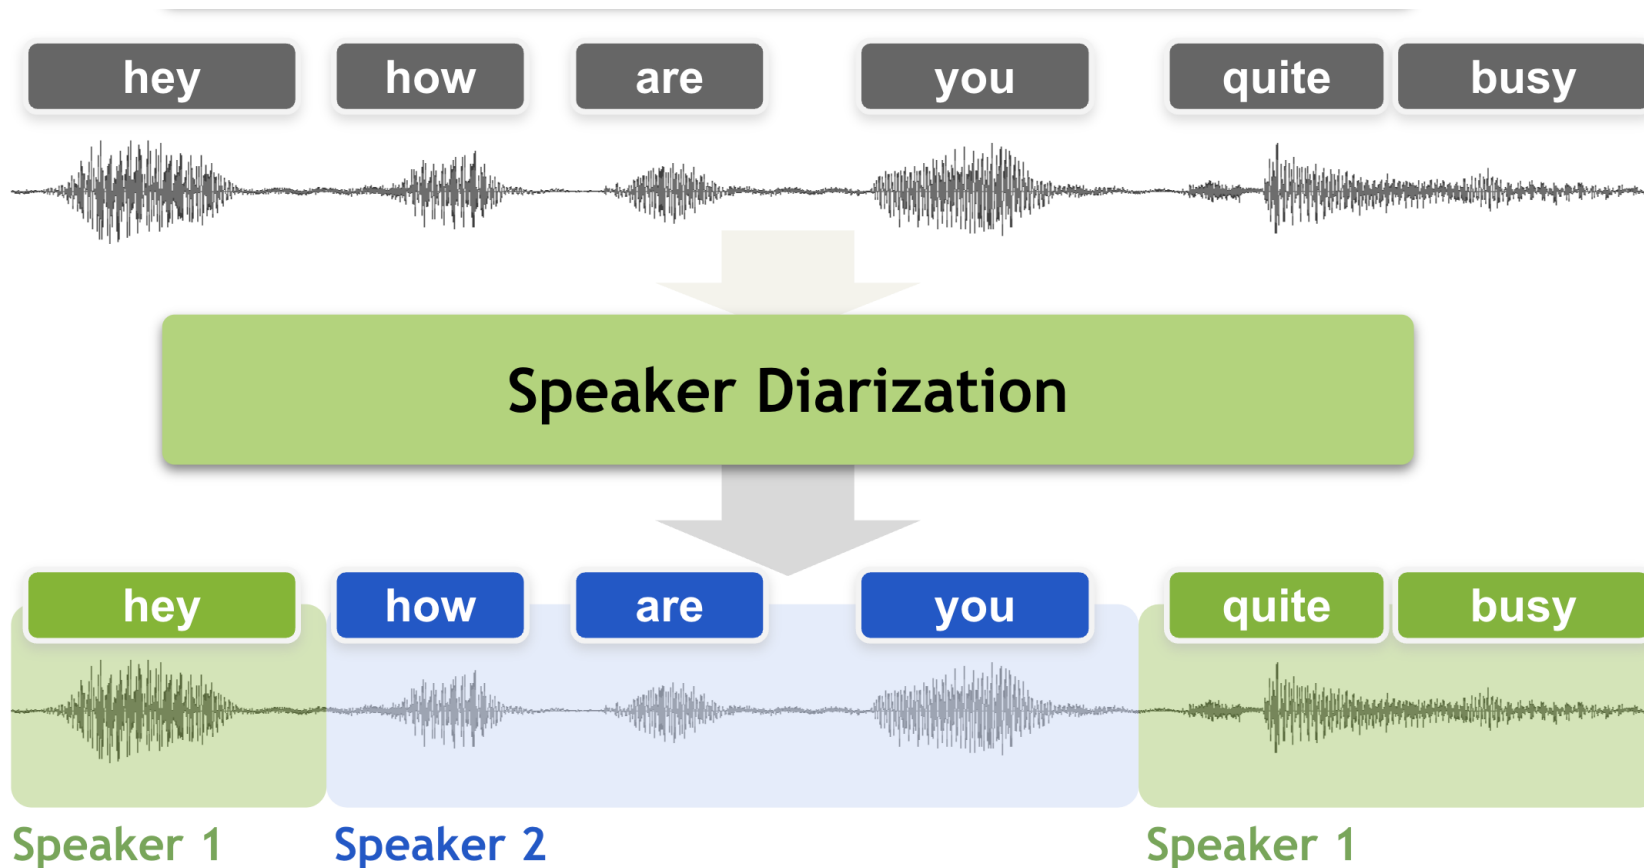 hey how are you quite busy
Speaker Diarization
hey how are you quite busy
Speaker 1 Speaker 2 Speaker 1